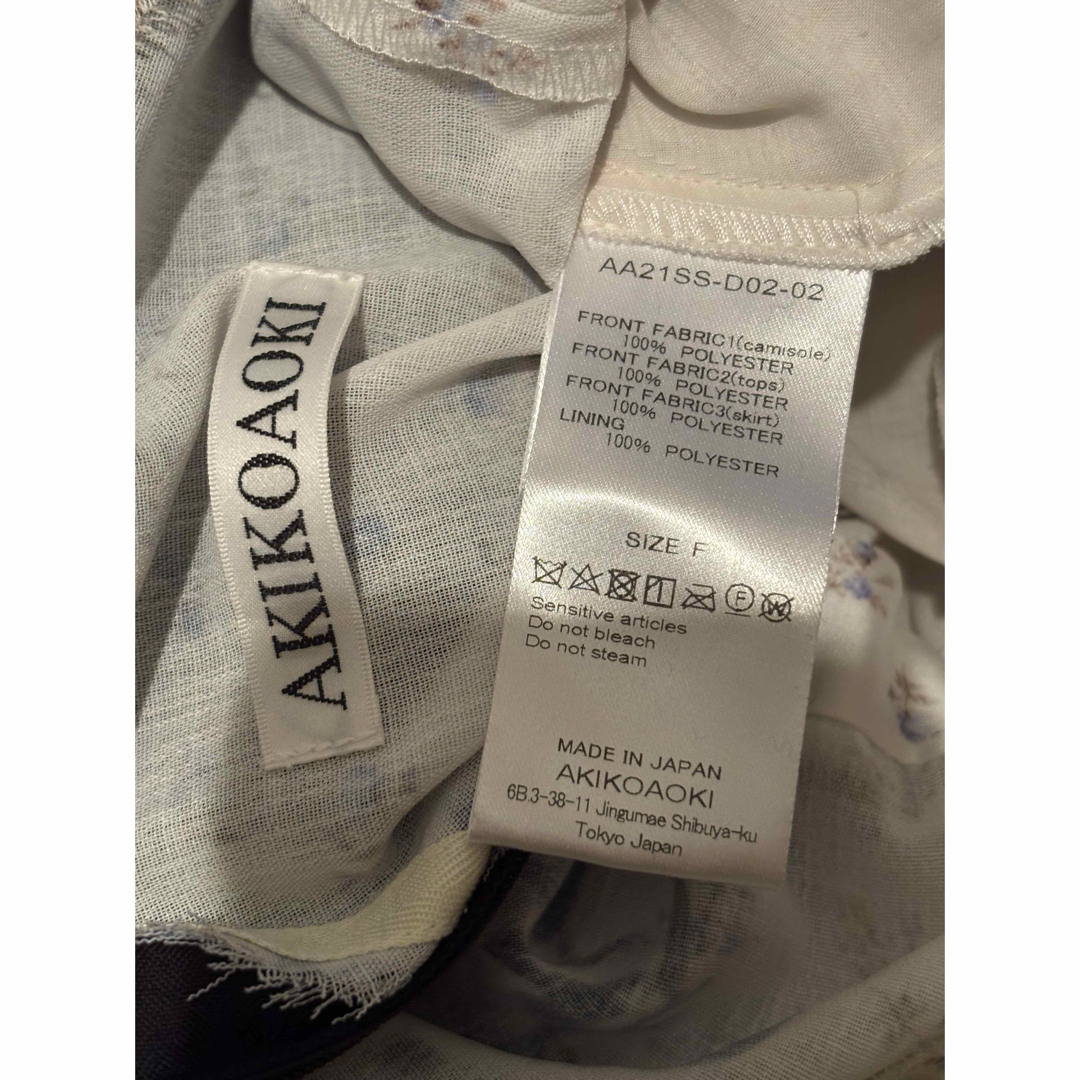 AKIKOAOKI
AA21SS-D02-02
FRONT FABRIC1(camisole)
100% POLYESTER
FRONT FABRIC2(tops)
100% POLYESTER
FRONT FABRIC3(skirt)
100% POLYESTER
LINING
100% POLYESTER
SIZE F
F W
Sensitive articles
Do not bleach
Do not steam
MADE IN JAPAN
AKIKOAOKI
6B.3-38-11 Jingumae Shibuya-ku
Tokyo Japan